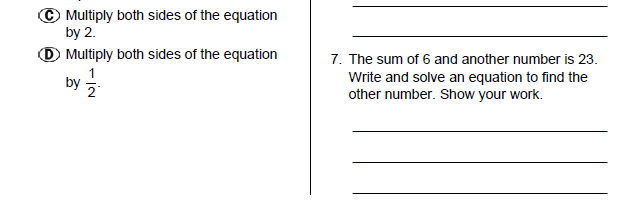 Ⓒ Multiply both sides of the equation
by 2.
Ⓓ Multiply both sides of the equation
by 1/2.
7. The sum of 6 and another number is 23.
Write and solve an equation to find the
other number. Show your work.